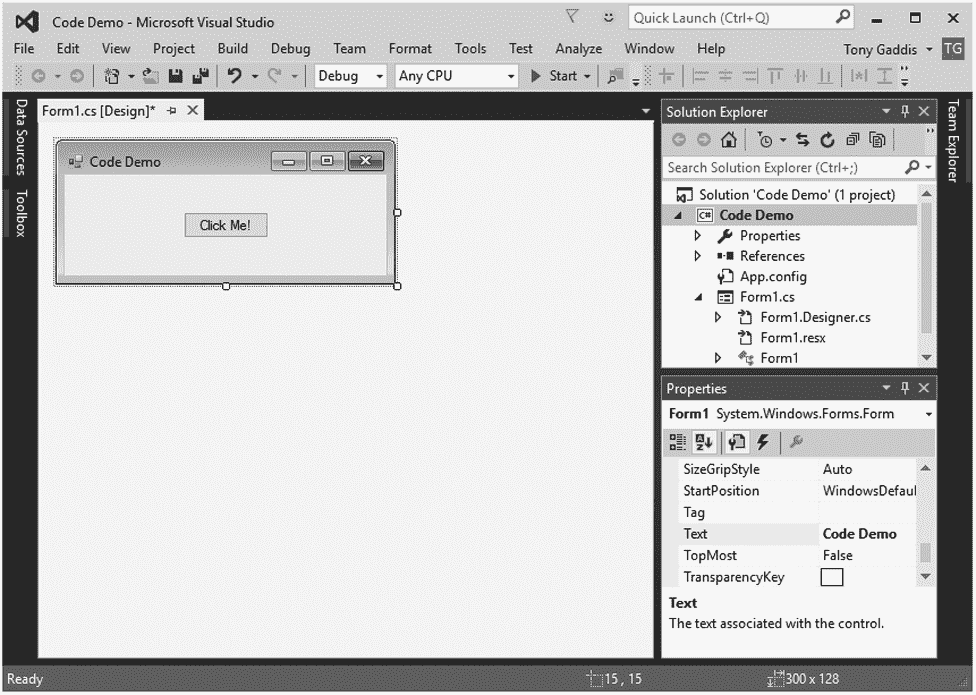 Code Demo - Microsoft Visual Studio
Quick Launch (Ctrl+Q)
File Edit View Project Build Debug Team Format Tools Test Analyze Window Help
Tony Gaddis TG
Debug Any CPU Start
Data Sources
Toolbox
Form1.cs [Design]*
Code Demo
Click Me!
Solution Explorer
Search Solution Explorer (Ctrl+;)
Solution 'Code Demo' (1 project)
C# Code Demo
Properties
References
App.config
Form1.cs
Form1.Designer.cs
Form1.resx
Form1
Team Explorer
Properties
Form1 System.Windows.Forms.Form
SizeGripStyle Auto
StartPosition WindowsDefaul
Tag
Text Code Demo
TopMost False
TransparencyKey
Text
The text associated with the control.
Ready 15 , 15 300 x 128